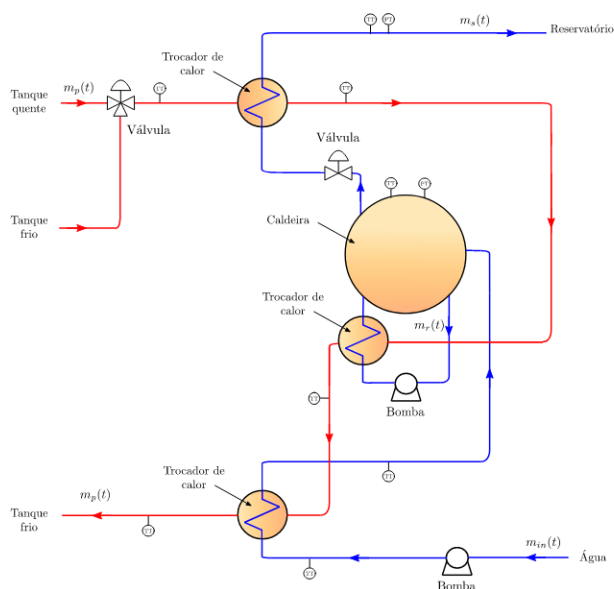 TT
PT
m_s(t)
Reservatório
Trocador de
calor
Tanque
quente
m_p(t)
TT
TT
Válvula
Válvula
TT
PT
Tanque
frio
Caldeira
Trocador de
calor
m_r(t)
Bomba
TT
Trocador de
calor
TT
m_p(t)
Tanque
frio
TT
TT
m_{in}(t)
Água
Bomba